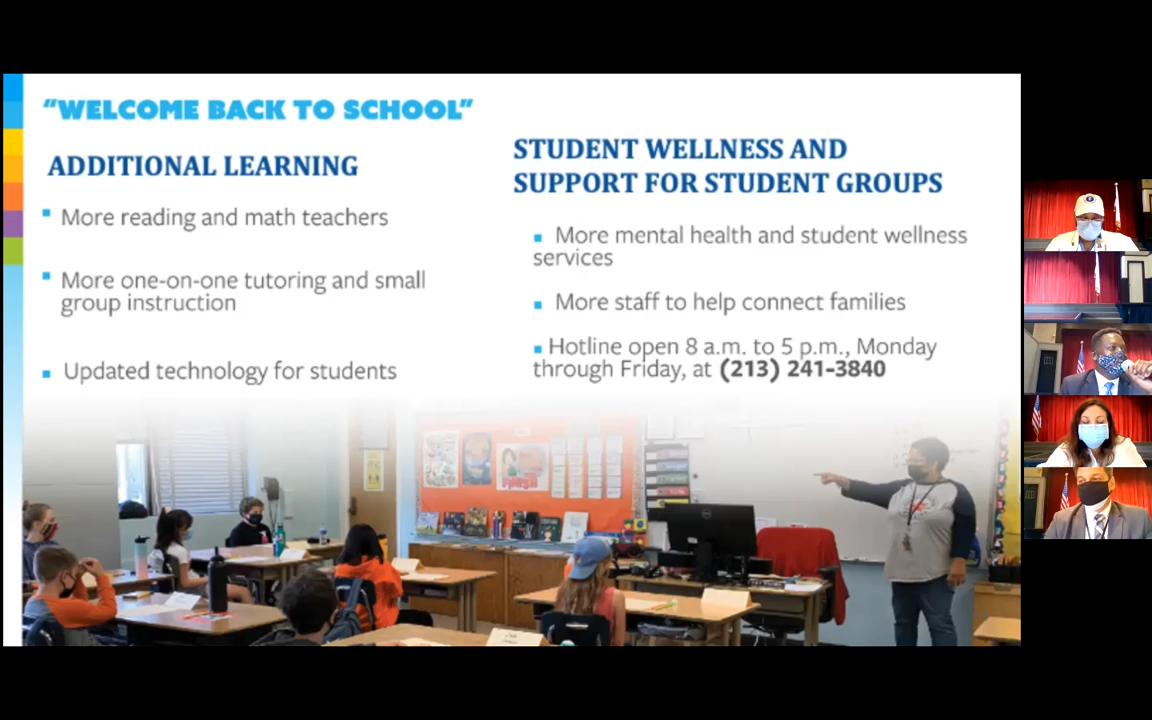 “WELCOME BACK TO SCHOOL”
ADDITIONAL LEARNING
More reading and math teachers
More one-on-one tutoring and small
group instruction
Updated technology for students
STUDENT WELLNESS AND
SUPPORT FOR STUDENT GROUPS
More mental health and student wellness
services
More staff to help connect families
Hotline open 8 a.m. to 5 p.m., Monday
through Friday, at (213) 241-3840